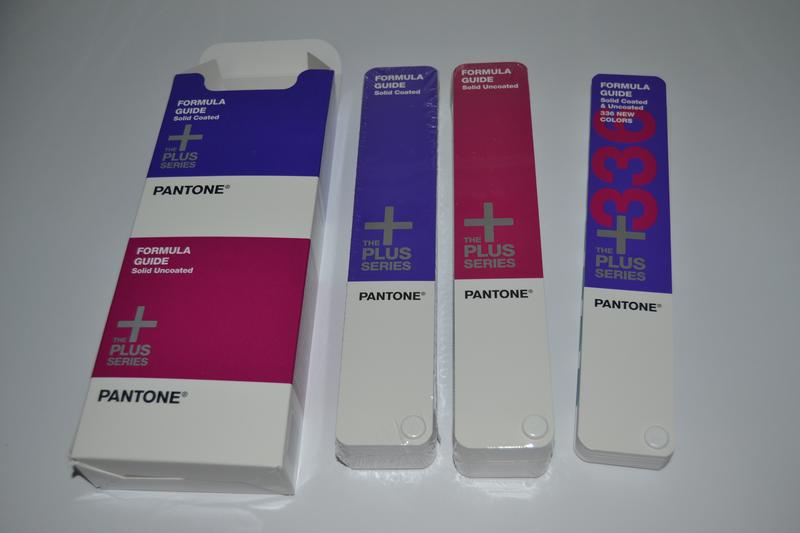 FORMULA
GUIDE
Solid Coated
THE
PLUS
SERIES
PANTONE®
FORMULA
GUIDE
Solid Uncoated
THE
PLUS
SERIES
PANTONE®
FORMULA
GUIDE
Solid Coated
THE
PLUS
SERIES
PANTONE®
FORMULA
GUIDE
Solid Uncoated
THE
PLUS
SERIES
PANTONE®
FORMULA
GUIDE
Solid Coated
& Uncoated
336 NEW
COLORS
336
THE
PLUS
SERIES
PANTONE®